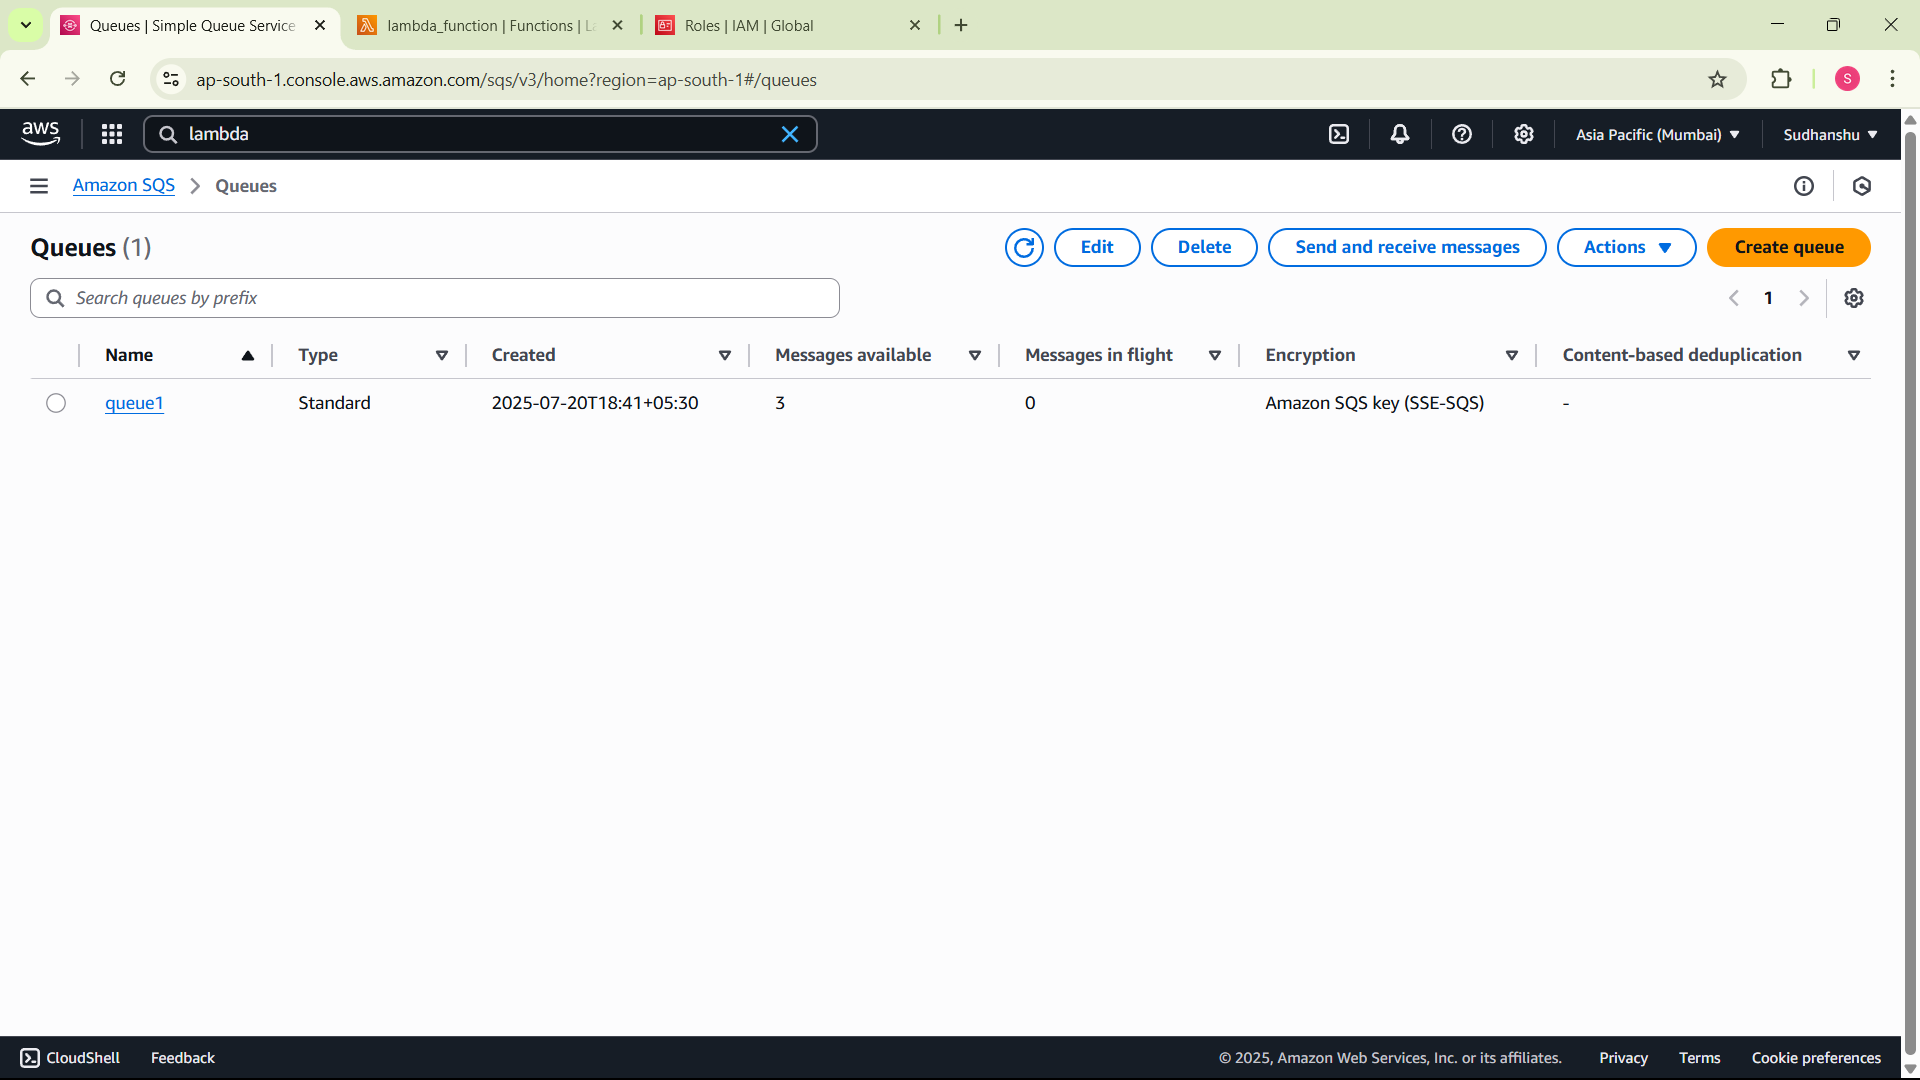 Queues | Simple Queue Service
lambda_function | Functions | La
Roles | IAM | Global
ap-south-1.console.aws.amazon.com/sqs/v3/home?region=ap-south-1#/queues
S
aws
lambda
Asia Pacific (Mumbai)
Sudhanshu
Amazon SQS
Queues
Queues (1)
Edit
Delete
Send and receive messages
Actions
Create queue
Search queues by prefix
1
Name
Type
Created
Messages available
Messages in flight
Encryption
Content-based deduplication
queue1
Standard
2025-07-20T18:41+05:30
3
0
Amazon SQS key (SSE-SQS)
-
CloudShell
Feedback
© 2025, Amazon Web Services, Inc. or its affiliates.
Privacy
Terms
Cookie preferences